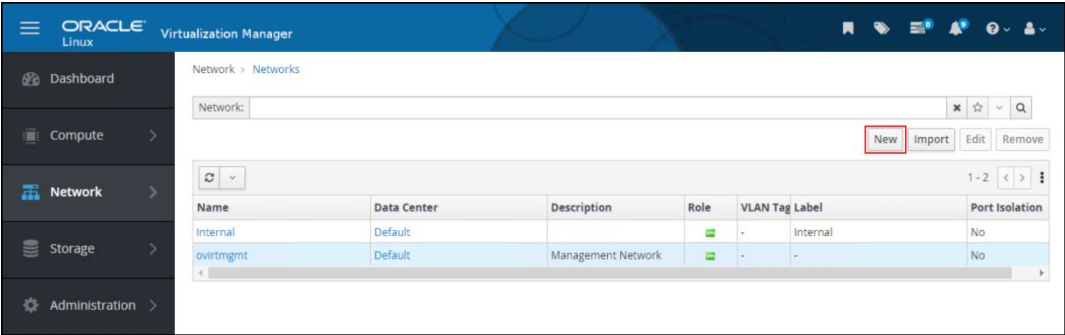 ORACLE
Linux
Virtualization Manager
Dashboard
Compute
Network
Storage
Administration
Network > Networks
Network:
New Import Edit Remove
1 - 2
Name Data Center Description Role VLAN Tag Label Port Isolation
Internal Default - Internal No
ovirtmgmt Default Management Network - - No